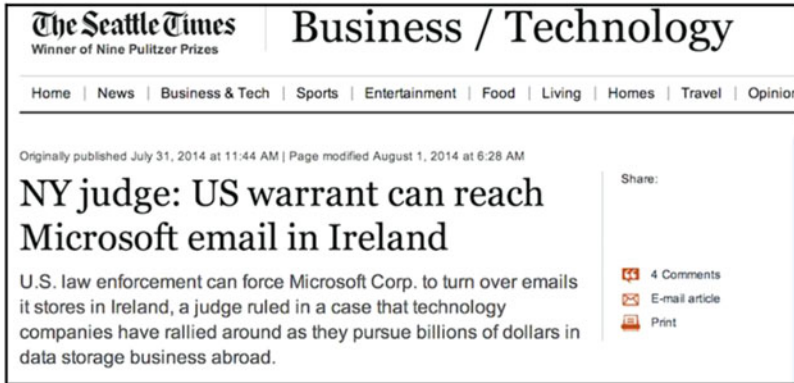 The Seattle Times
Winner of Nine Pulitzer Prizes
Business / Technology
Home | News | Business & Tech | Sports | Entertainment | Food | Living | Homes | Travel | Opinion
Originally published July 31, 2014 at 11:44 AM | Page modified August 1, 2014 at 6:28 AM
NY judge: US warrant can reach
Microsoft email in Ireland
U.S. law enforcement can force Microsoft Corp. to turn over emails
it stores in Ireland, a judge ruled in a case that technology
companies have rallied around as they pursue billions of dollars in
data storage business abroad.
Share:
4 Comments
E-mail article
Print